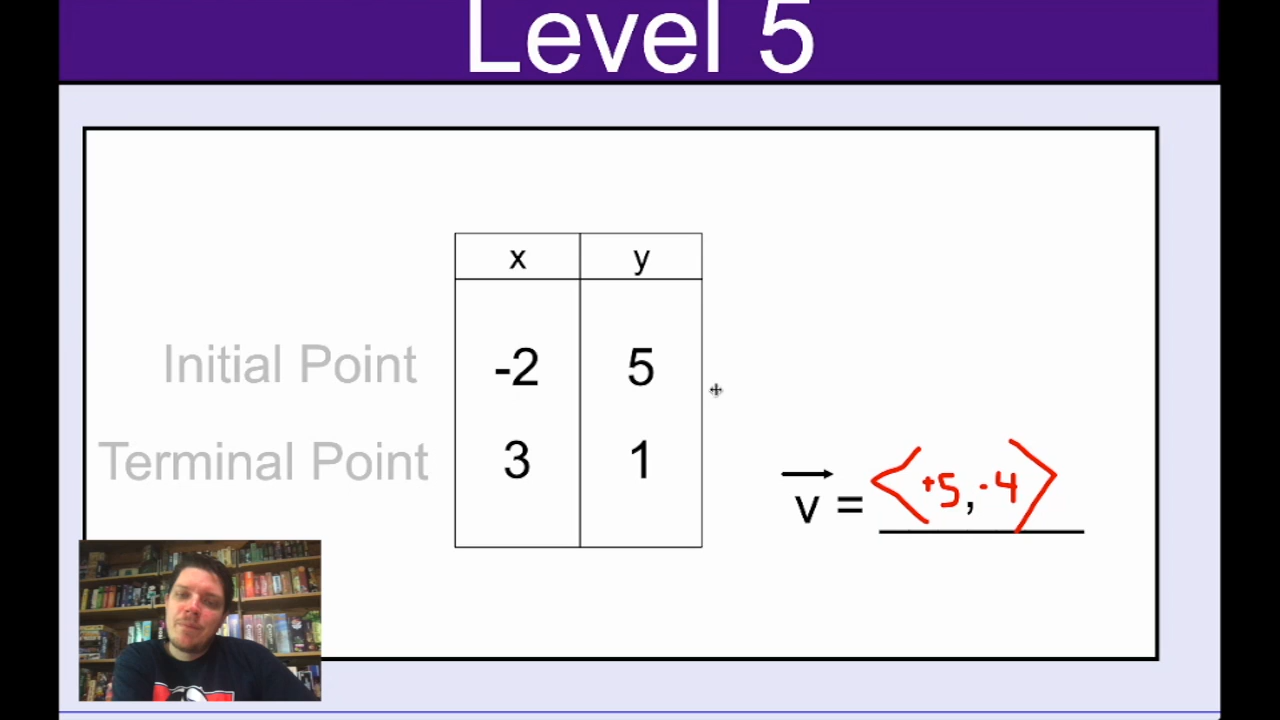 Level 5
x y
Initial Point -2 5
Terminal Point 3 1
v = <+5, -4>